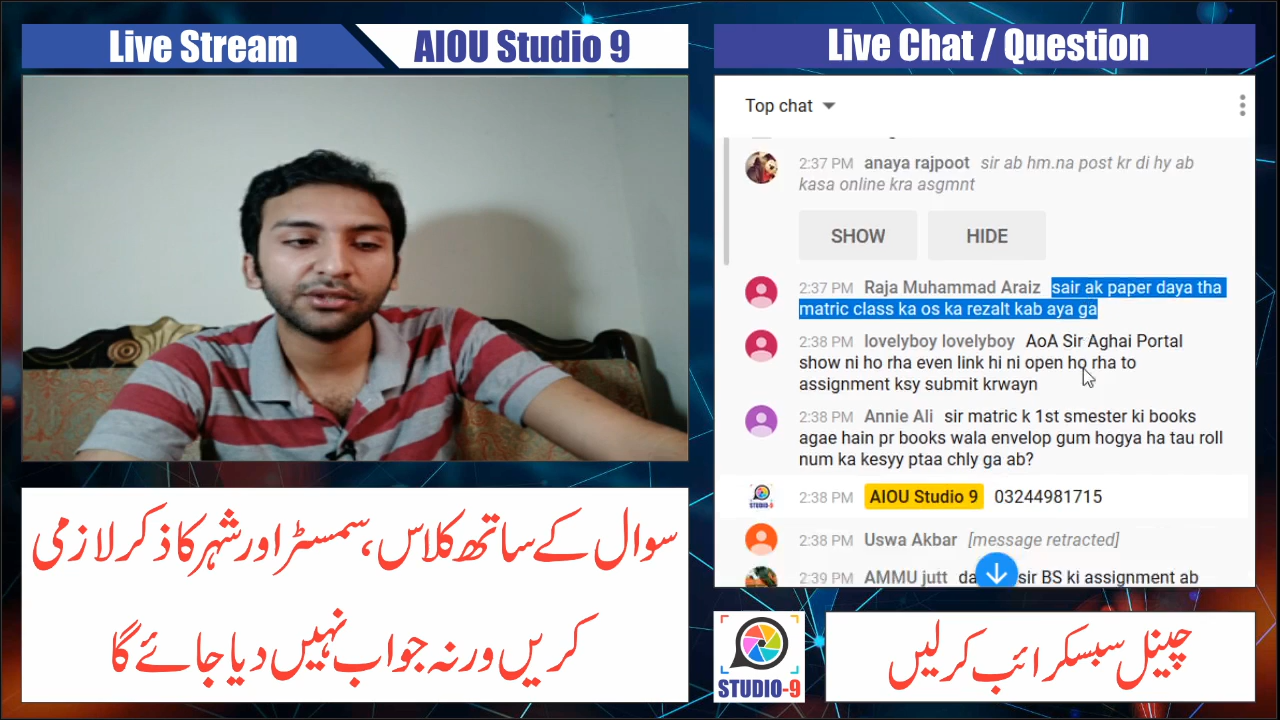 Live Stream
AIOU Studio 9
سوال کے ساتھ کلاس، سمسٹر اور شہر کا ذکر لازمی
کریں ورنہ جواب نہیں دیا جائے گا
Live Chat / Question
Top chat
2:37 PM anaya rajpoot sir ab hm.na post kr di hy ab
kasa online kra asgmnt
SHOW HIDE
2:37 PM Raja Muhammad Araiz sair ak paper daya tha
matric class ka os ka rezalt kab aya ga
2:38 PM lovelyboy lovelyboy AoA Sir Aghai Portal
show ni ho rha even link hi ni open ho rha to
assignment ksy submit krwayn
2:38 PM Annie Ali sir matric k 1st smester ki books
agae hain pr books wala envelop gum hogya ha tau roll
num ka kesyy ptaa chly ga ab?
2:38 PM AIOU Studio 9 03244981715
2:38 PM Uswa Akbar [message retracted]
2:39 PM AMMU jutt sir BS ki assignment ab
STUDIO-9
چینل سبسکرائب کر لیں